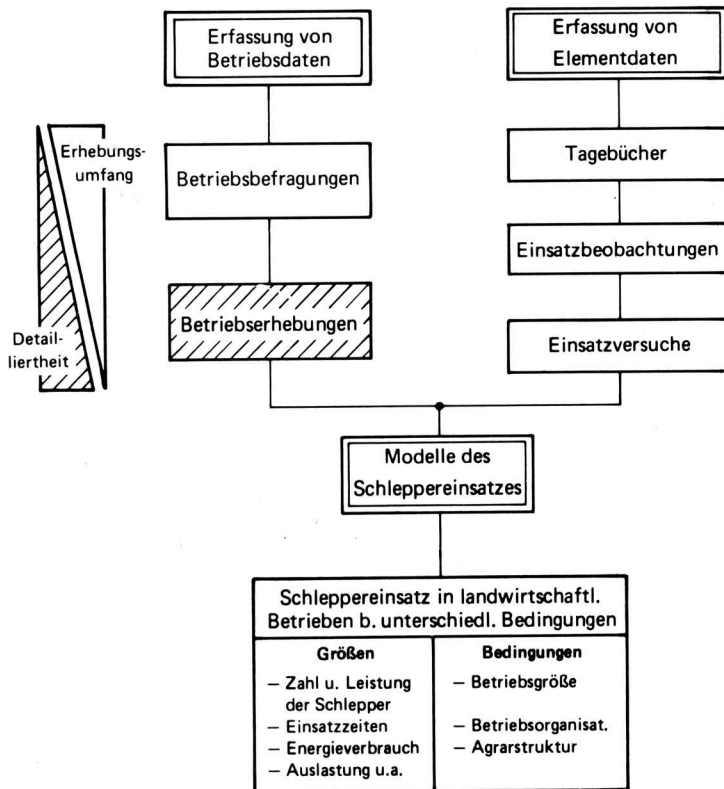 Erfassung von
Betriebsdaten
Erfassung von
Elementdaten
Erhebungs-
umfang
Detail-
liertheit
Betriebsbefragungen
Betriebserhebungen
Tagebücher
Einsatzbeobachtungen
Einsatzversuche
Modelle des
Schleppereinsatzes
Schleppereinsatz in landwirtschaftl.
Betrieben b. unterschiedl. Bedingungen
Größen
– Zahl u. Leistung
der Schlepper
– Einsatzzeiten
– Energieverbrauch
– Auslastung u.a.
Bedingungen
– Betriebsgröße
– Betriebsorganisat.
– Agrarstruktur